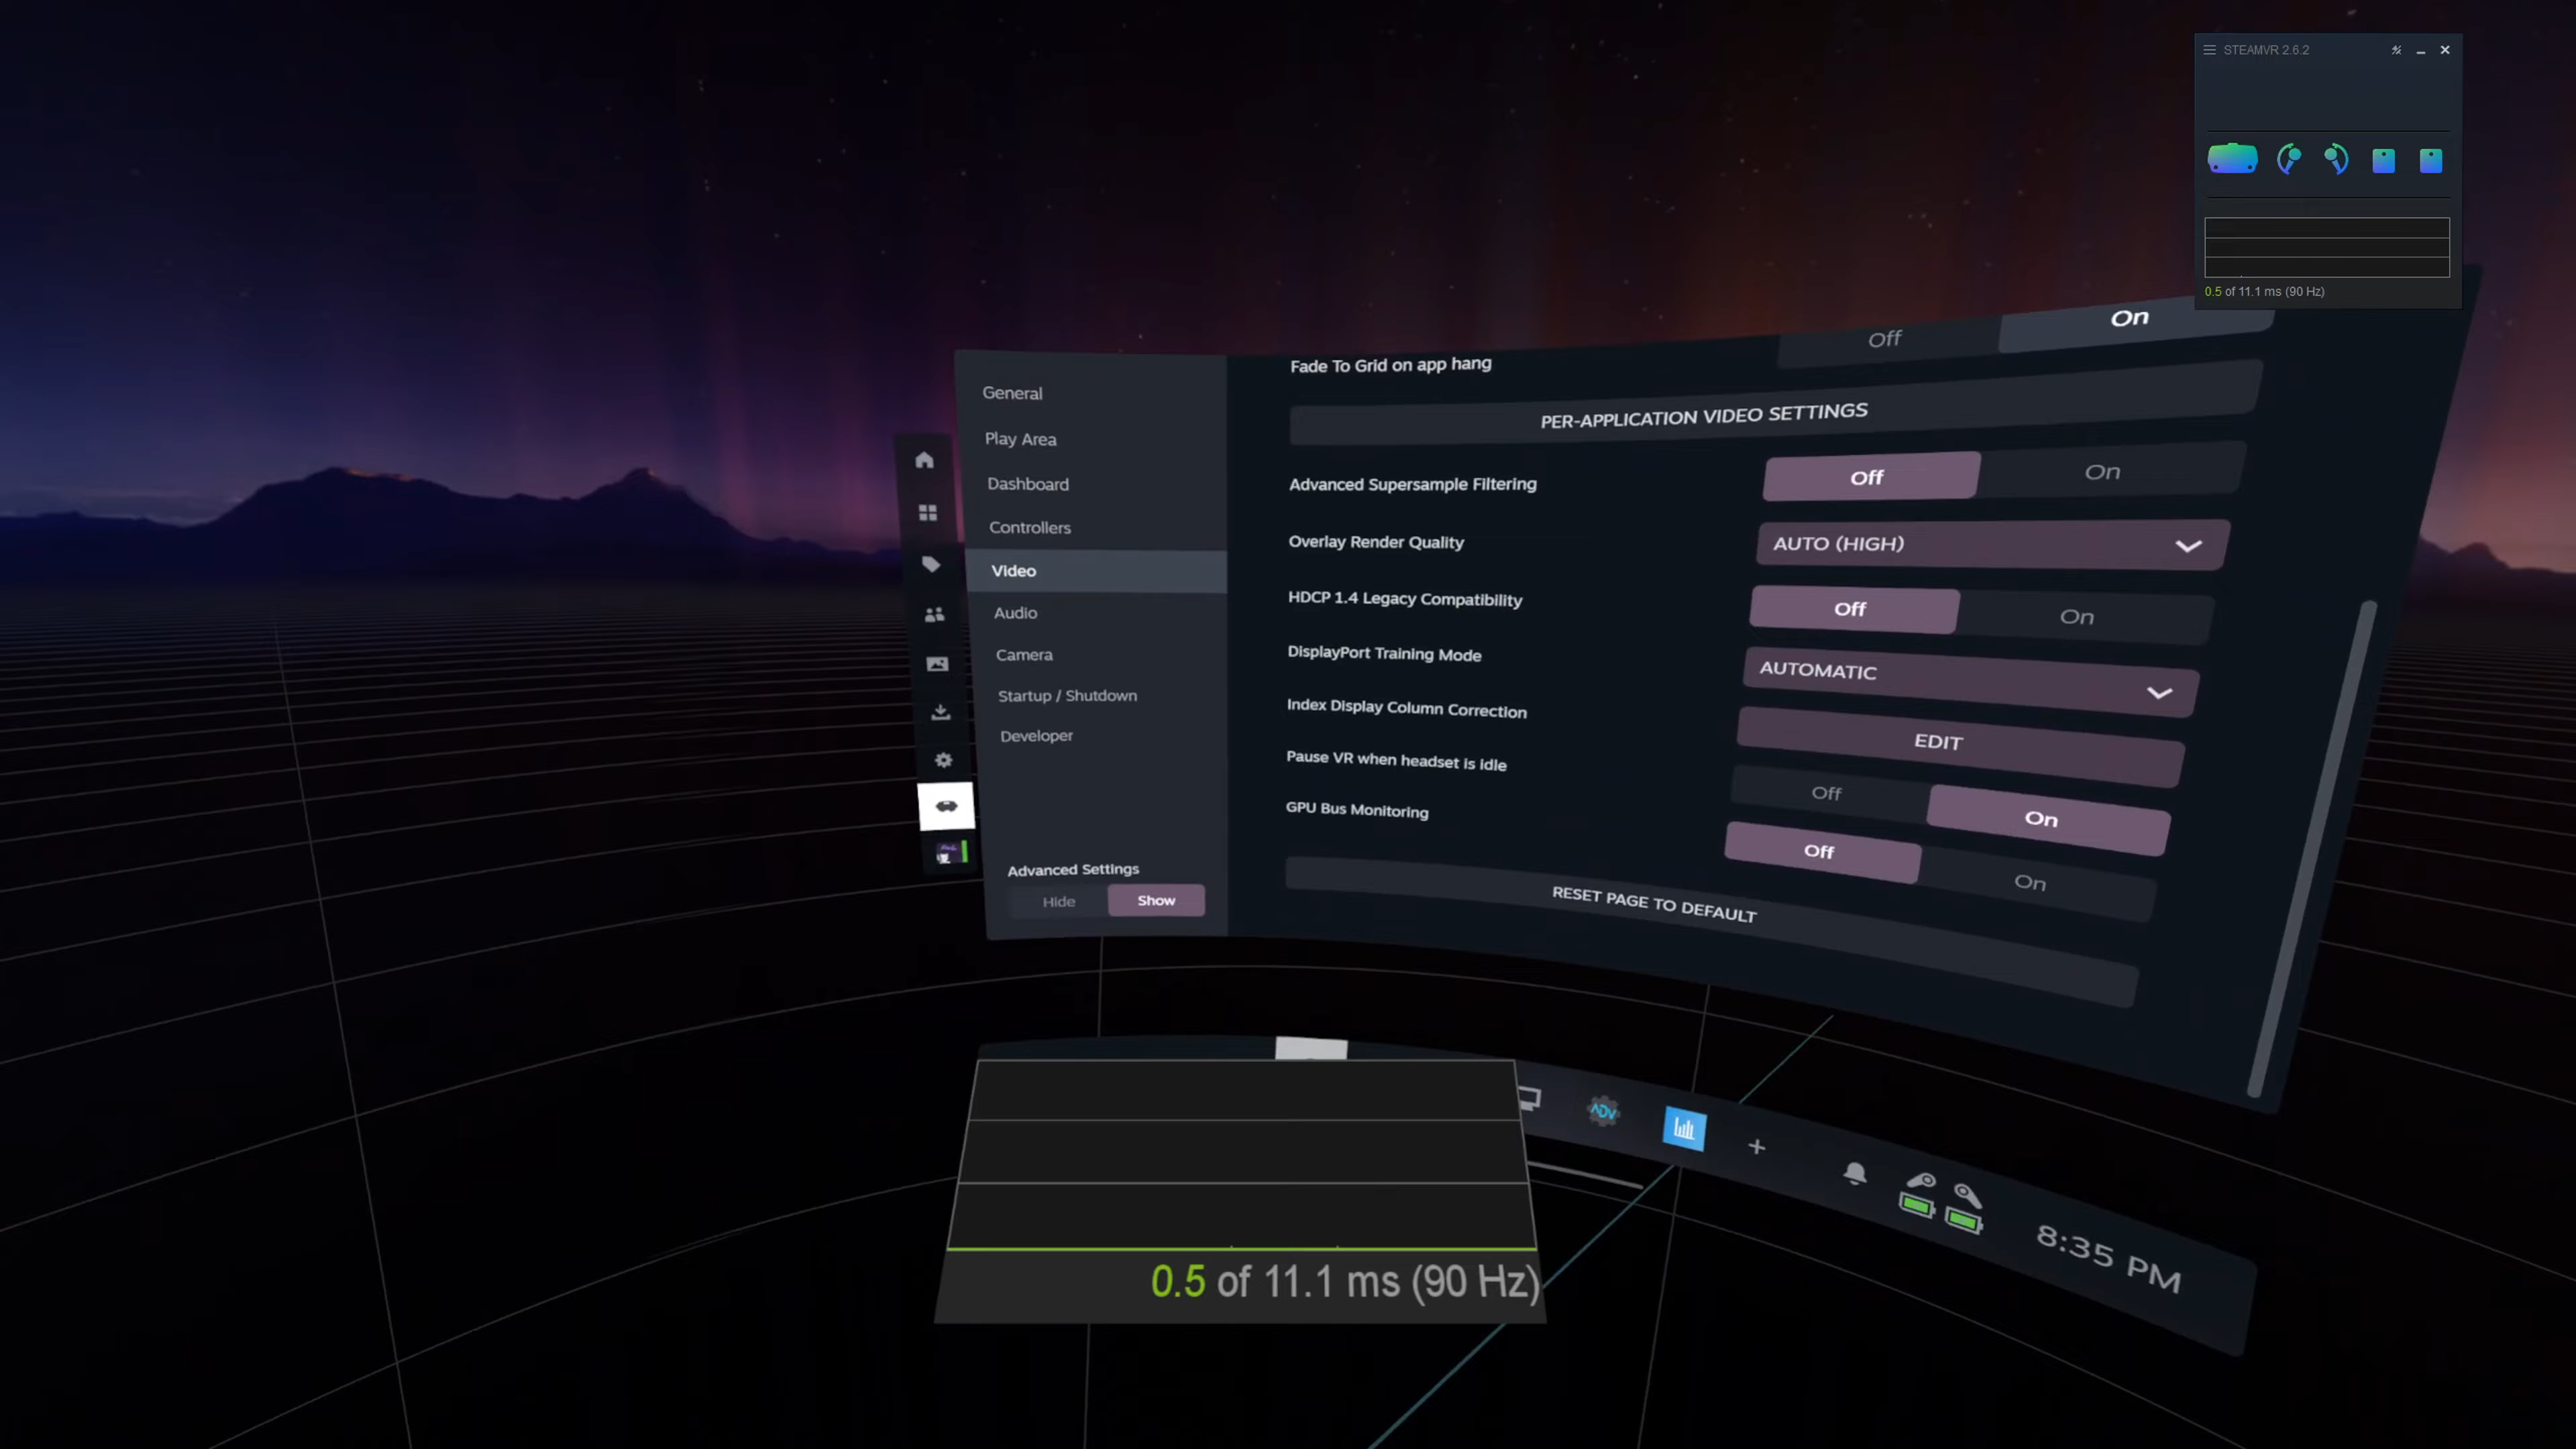 STEAMVR 2.6.2
0.5 of 11.1 ms (90 Hz)
General
Play Area
Dashboard
Controllers
Video
Audio
Camera
Startup / Shutdown
Developer
Advanced Settings
Hide Show
Fade To Grid on app hang Off On
PER-APPLICATION VIDEO SETTINGS
Advanced Supersample Filtering Off On
Overlay Render Quality AUTO (HIGH)
HDCP 1.4 Legacy Compatibility Off On
DisplayPort Training Mode AUTOMATIC
Index Display Column Correction EDIT
Pause VR when headset is idle Off On
GPU Bus Monitoring Off On
RESET PAGE TO DEFAULT
ADV
8:35 PM
0.5 of 11.1 ms (90 Hz)